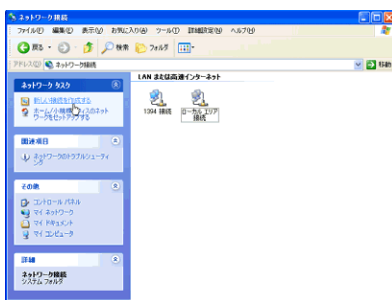 ネットワーク接続
ファイル(F) 編集(E) 表示(V) お気に入り(A) ツール(T) 詳細設定(N) ヘルプ(H)
戻る 検索 フォルダ
アドレス(D) ネットワーク接続 移動
LAN または高速インターネット
ネットワーク タスク
新しい接続を作成する
ホーム/小規模オフィスのネット
ワークをセットアップする
1394 接続
ローカル エリア
接続
関連項目
ネットワークのトラブルシューティ
ング
その他
コントロール パネル
マイ ネットワーク
マイ ドキュメント
マイ コンピュータ
詳細
ネットワーク接続
システム フォルダ